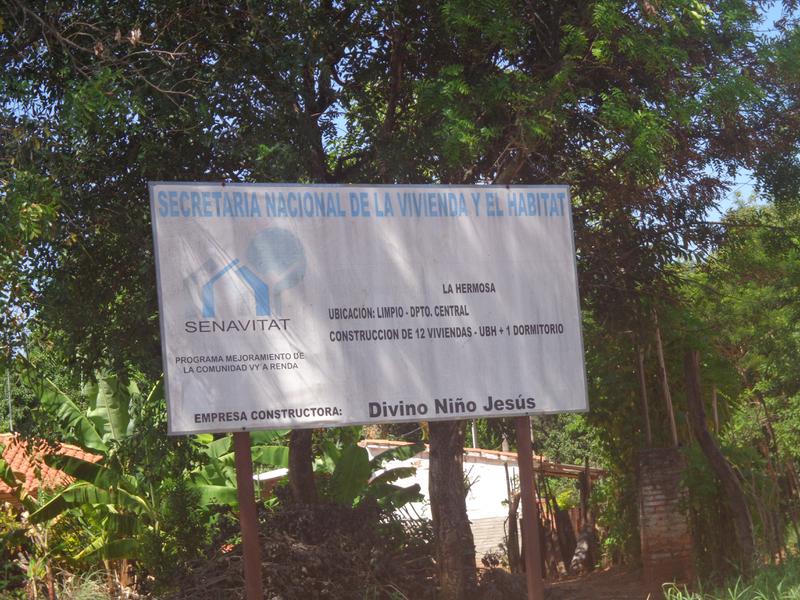 SECRETARIA NACIONAL DE LA VIVIENDA Y EL HABITAT
SENAVITAT
PROGRAMA MEJORAMIENTO DE
LA COMUNIDAD VY´A RENDA
LA HERMOSA
UBICACIÓN: LIMPIO - DPTO. CENTRAL
CONSTRUCCION DE 12 VIVIENDAS - UBH + 1 DORMITORIO
EMPRESA CONSTRUCTORA: Divino Niño Jesús